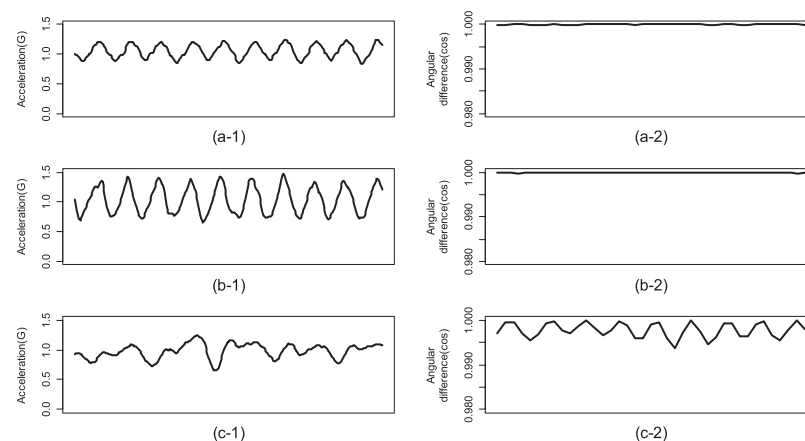 Acceleration(G)
0.0 0.5 1.0 1.5
(a-1)
Angular
difference(cos)
0.980 0.990 1.000
(a-2)
Acceleration(G)
0.0 0.5 1.0 1.5
(b-1)
Angular
difference(cos)
0.980 0.990 1.000
(b-2)
Acceleration(G)
0.0 0.5 1.0 1.5
(c-1)
Angular
difference(cos)
0.980 0.990 1.000
(c-2)